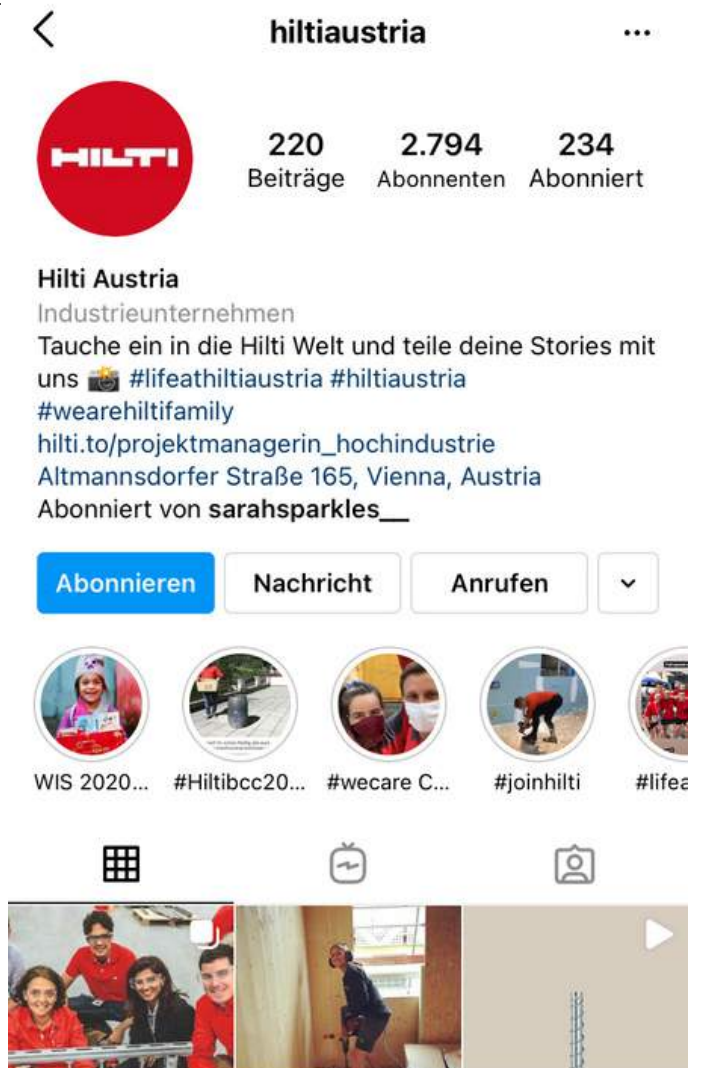 hiltiaustria
HILTI
220 2.794 234
Beiträge Abonnenten Abonniert
Hilti Austria
Industrieunternehmen
Tauche ein in die Hilti Welt und teile deine Stories mit
uns 📸 #lifeathiltiaustria #hiltiaustria
#wearehiltifamily
hilti.to/projektmanagerin_hochindustrie
Altmannsdorfer Straße 165, Vienna, Austria
Abonniert von sarahsparkles__
Abonnieren Nachricht Anrufen
WIS 2020... #Hiltibcc20... #wecare C... #joinhilti #lifea